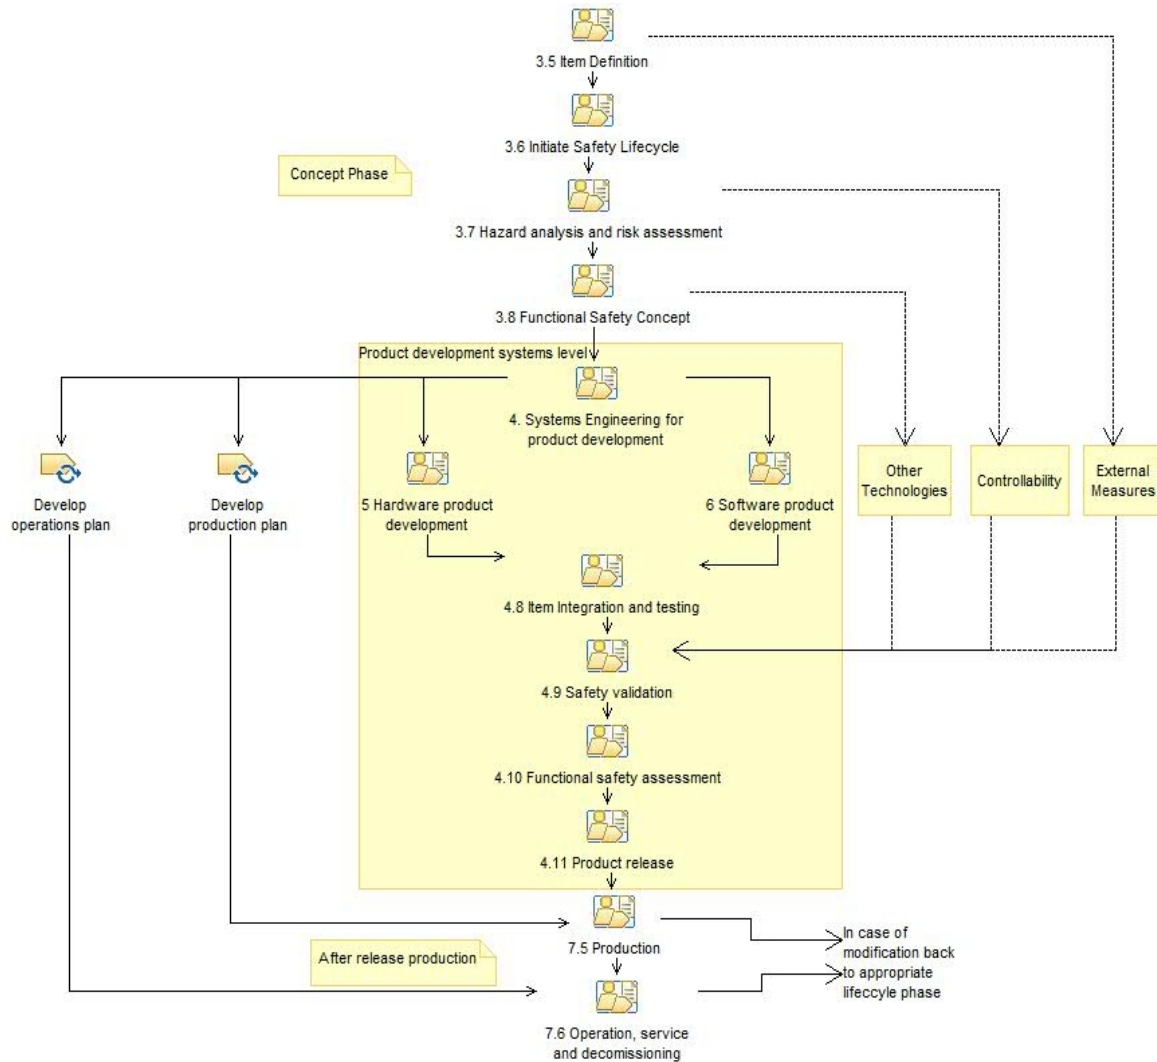 3.5 Item Definition
3.6 Initiate Safety Lifecycle
Concept Phase
3.7 Hazard analysis and risk assessment
3.8 Functional Safety Concept
Product development systems level
4. Systems Engineering for
product development
Develop
operations plan
Develop
production plan
5 Hardware product
development
6 Software product
development
Other
Technologies
Controllability
External
Measures
4.8 Item Integration and testing
4.9 Safety validation
4.10 Functional safety assessment
4.11 Product release
7.5 Production
In case of
modification back
to appropriate
lifeccyle phase
After release production
7.6 Operation, service
and decomissioning